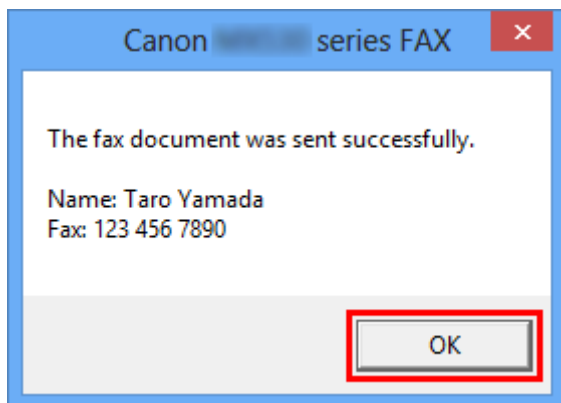 Canon series FAX
The fax document was sent successfully.
Name: Taro Yamada
Fax: 123 456 7890
OK